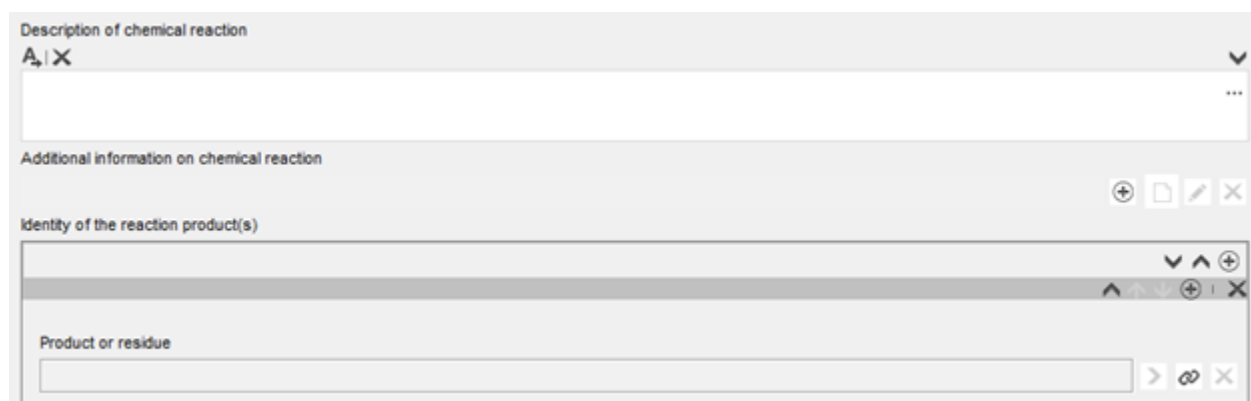 Description of chemical reaction
Additional information on chemical reaction
Identity of the reaction product(s)
Product or residue